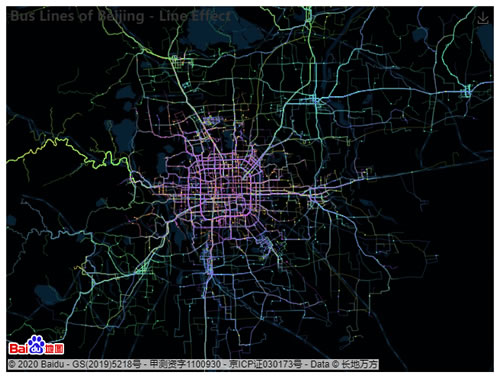 Bus Lines of Beijing - Line Effect
Bai du 地图
© 2020 Baidu - GS(2019)5218号 - 甲测资字1100930 - 京ICP证030173号 - Data © 长地万方